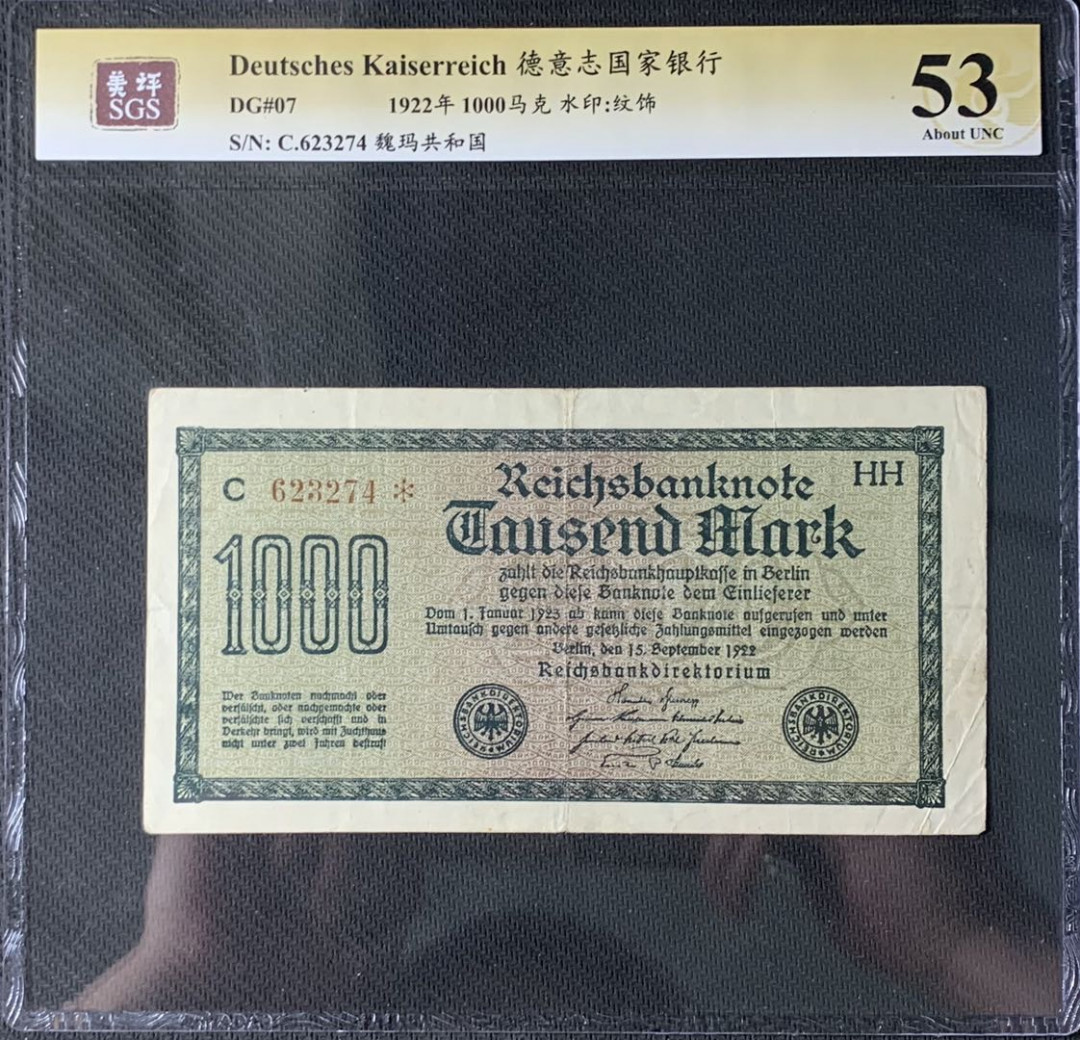 美评
SGS
Deutsches Kaiserreich 德意志国家银行
DG#07 1922年 1000马克 水印:纹饰
S/N: C.623274 魏玛共和国
53
About UNC
C 623274 *
HH
Reichsbanknote
Tausend Mark
1000
zahlt die Reichsbankhauptkasse in Berlin
gegen diese Banknote dem Einlieferer
Vom 1. Januar 1923 ab kann diese Banknote aufgerufen und unter
Umtausch gegen andere gesetzliche Zahlungsmittel eingezogen werden
Berlin, den 15. September 1922
Reichsbankdirektorium
Wer Banknoten nachmacht oder
verfälscht, oder nachgemachte oder
verfälschte sich verschafft und in
Verkehr bringt, wird mit Zuchthaus
nicht unter zwei Jahren bestraft
REICHSBANKDIREKTORIUM
REICHSBANKDIREKTORIUM